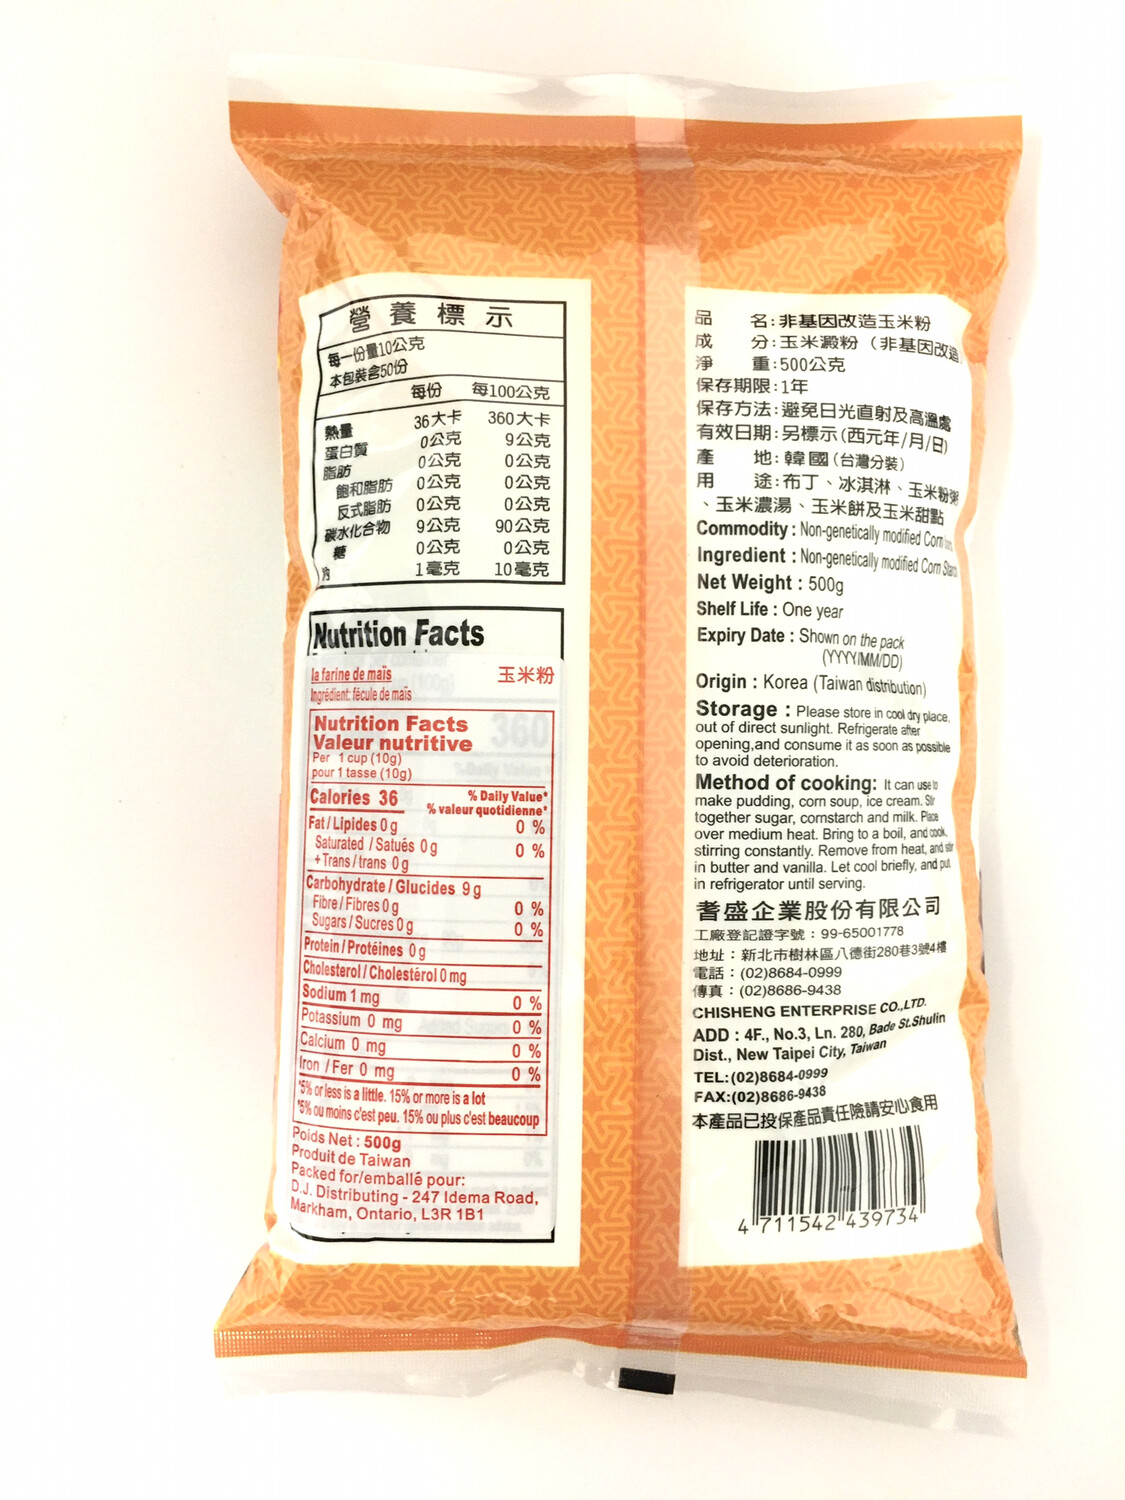 營養標示
每一份量10公克
本包裝含50份
每份 每100公克
熱量 36大卡 360大卡
蛋白質 0公克 9公克
脂肪 0公克 0公克
飽和脂肪 0公克 0公克
反式脂肪 0公克 0公克
碳水化合物 9公克 90公克
糖 0公克 0公克
鈉 1毫克 10毫克
Nutrition Facts
la farine de maïs 玉米粉
Ingrédient: fécule de maïs
Nutrition Facts
Valeur nutritive
Per 1 cup (10g)
pour 1 tasse (10g)
Calories 36 % Daily Value*
% valeur quotidienne*
Fat / Lipides 0 g 0 %
Saturated / Satués 0 g 0 %
+ Trans / trans 0 g
Carbohydrate / Glucides 9 g
Fibre / Fibres 0 g 0 %
Sugars / Sucres 0 g 0 %
Protein / Protéines 0 g
Cholesterol / Cholestérol 0 mg
Sodium 1 mg 0 %
Potassium 0 mg 0 %
Calcium 0 mg 0 %
Iron / Fer 0 mg 0 %
*5% or less is a little. 15% or more is a lot
*5% ou moins c'est peu. 15% ou plus c'est beaucoup
Poids Net : 500g
Produit de Taiwan
Packed for/emballé pour:
D.J. Distributing - 247 Idema Road,
Markham, Ontario, L3R 1B1
品 名:非基因改造玉米粉
成 分:玉米澱粉（非基因改造
淨 重:500公克
保存期限:1年
保存方法:避免日光直射及高溫處
有效日期:另標示(西元年/月/日)
產 地:韓國(台灣分裝)
用 途:布丁、冰淇淋、玉米粉粥
、玉米濃湯、玉米餅及玉米甜點
Commodity : Non-genetically modified Corn
Ingredient : Non-genetically modified Corn Starch
Net Weight : 500g
Shelf Life : One year
Expiry Date : Shown on the pack
(YYYY/MM/DD)
Origin : Korea (Taiwan distribution)
Storage : Please store in cool dry place,
out of direct sunlight. Refrigerate after
opening,and consume it as soon as possible
to avoid deterioration.
Method of cooking: It can use to
make pudding, corn soup, ice cream. Stir
together sugar, cornstarch and milk. Place
over medium heat. Bring to a boil, and cook,
stirring constantly. Remove from heat, and stir
in butter and vanilla. Let cool briefly, and put
in refrigerator until serving.
耆盛企業股份有限公司
工廠登記證字號：99-65001778
地址：新北市樹林區八德街280巷3號4樓
電話：(02)8684-0999
傳真：(02)8686-9438
CHISHENG ENTERPRISE CO.,LTD.
ADD : 4F., No.3, Ln. 280, Bade St.Shulin
Dist., New Taipei City, Taiwan
TEL:(02)8684-0999
FAX:(02)8686-9438
本產品已投保產品責任險請安心食用
4 711542 439734